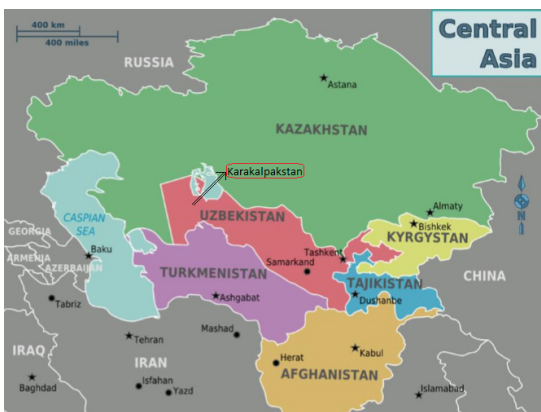 400 km
400 miles
Central
Asia
RUSSIA
Astana
KAZAKHSTAN
Karakalpakstan
CASPIAN
SEA
UZBEKISTAN
Almaty
Bishkek
KYRGYSTAN
N
GEORGIA
ARMENIA
AZERBAIJAN
Baku
Tashkent
Samarkand
TURKMENISTAN
TAJIKISTAN
CHINA
Dushanbe
Ashgabat
Tabriz
Tehran
Mashad
IRAQ
IRAN
Herat
Kabul
AFGHANISTAN
Baghdad
Isfahan
Yazd
Islamabad